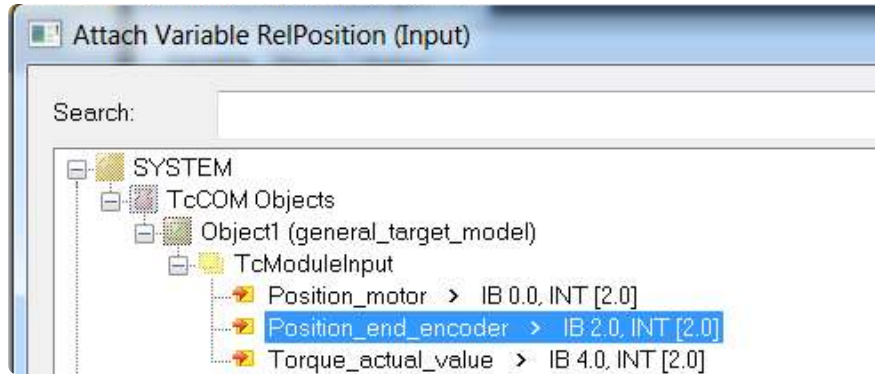 Attach Variable RelPosition (Input)
Search:
SYSTEM
TcCOM Objects
Object1 (general_target_model)
TcModuleInput
Position_motor > IB 0.0, INT [2.0]
Position_end_encoder > IB 2.0, INT [2.0]
Torque_actual_value > IB 4.0, INT [2.0]